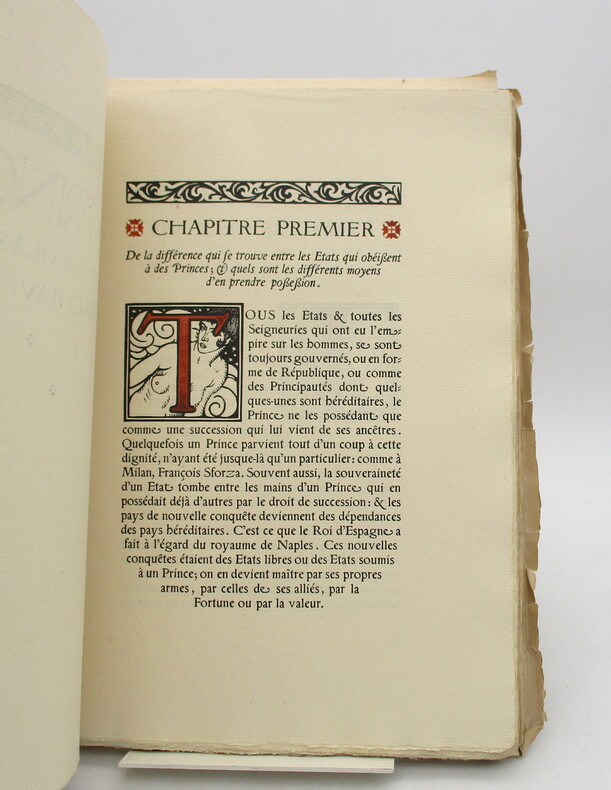 CHAPITRE PREMIER
De la différence qui se trouve entre les Etats qui obéißent
à des Princes; & quels sont les différents moyens
d'en prendre poßeßion.
TOUS les Etats & toutes les
Seigneuries qui ont eu l'em-
pire sur les hommes, se sont
toujours gouvernés, ou en for-
me de République, ou comme
des Principautés dont quel-
ques-unes sont héréditaires, le
Prince ne les possédant que
comme une succession qui lui vient de ses ancêtres.
Quelquefois un Prince parvient tout d'un coup à cette
dignité, n'ayant été jusque-là qu'un particulier: comme à
Milan, François Sforza. Souvent aussi, la souveraineté
d'un Etat tombe entre les mains d'un Prince qui en
possédait déjà d'autres par le droit de succession: & les
pays de nouvelle conquête deviennent des dépendances
des pays héréditaires. C'est ce que le Roi d'Espagne a
fait à l'égard du royaume de Naples. Ces nouvelles
conquêtes étaient des Etats libres ou des Etats soumis
à un Prince; on en devient maître par ses propres
armes, par celles de ses alliés, par la
Fortune ou par la valeur.